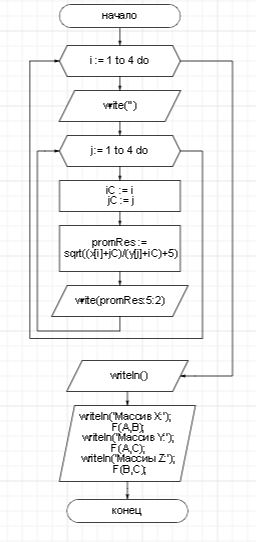 начало
i := 1 to 4 do
write('')
j:= 1 to 4 do
iC := i
jC := j
promRes :=
sqrt((x[i]+jC)/(y[j]+iC)+5)
write(promRes:5:2)
writeln()
writeln('Массив X:');
F(A,B);
writeln('Массив Y:');
F(A,C);
writeln('Массиы Z:');
F(B,C);
конец